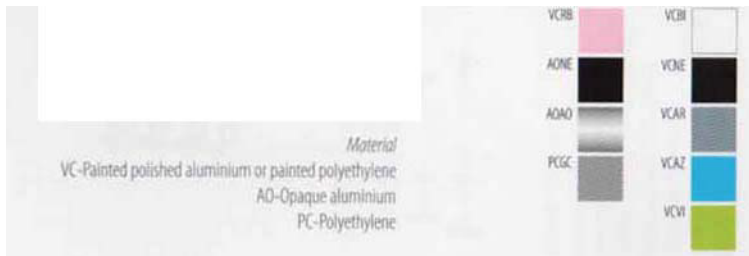 Material
VC-Painted polished aluminium or painted polyethylene
AO-Opaque aluminium
PC-Polyethylene
VCRB
AONE
AOAO
PCGC
VCBI
VCNE
VCAR
VCAZ
VCVI